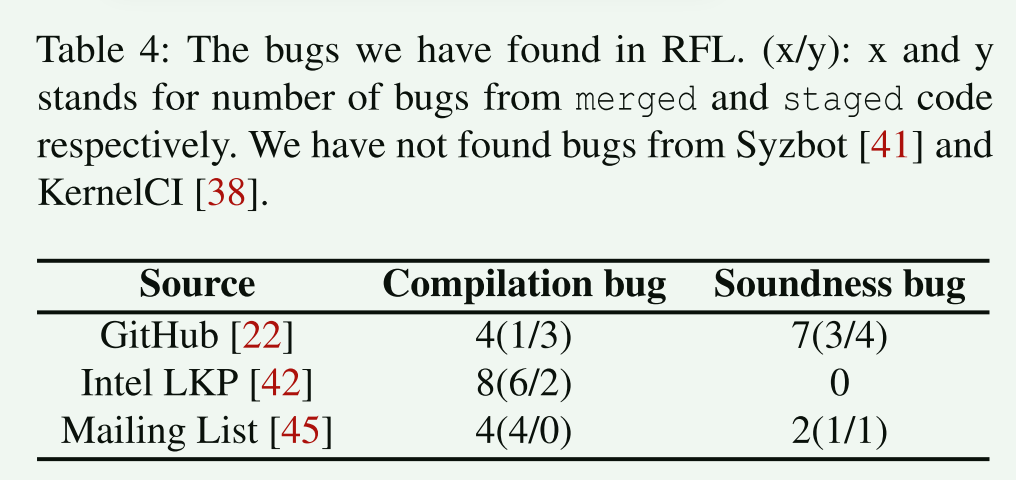 Table 4: The bugs we have found in RFL. (x/y): x and y
stands for number of bugs from merged and staged code
respectively. We have not found bugs from Syzbot [41] and
KernelCI [38].
Source Compilation bug Soundness bug
GitHub [22] 4(1/3) 7(3/4)
Intel LKP [42] 8(6/2) 0
Mailing List [45] 4(4/0) 2(1/1)